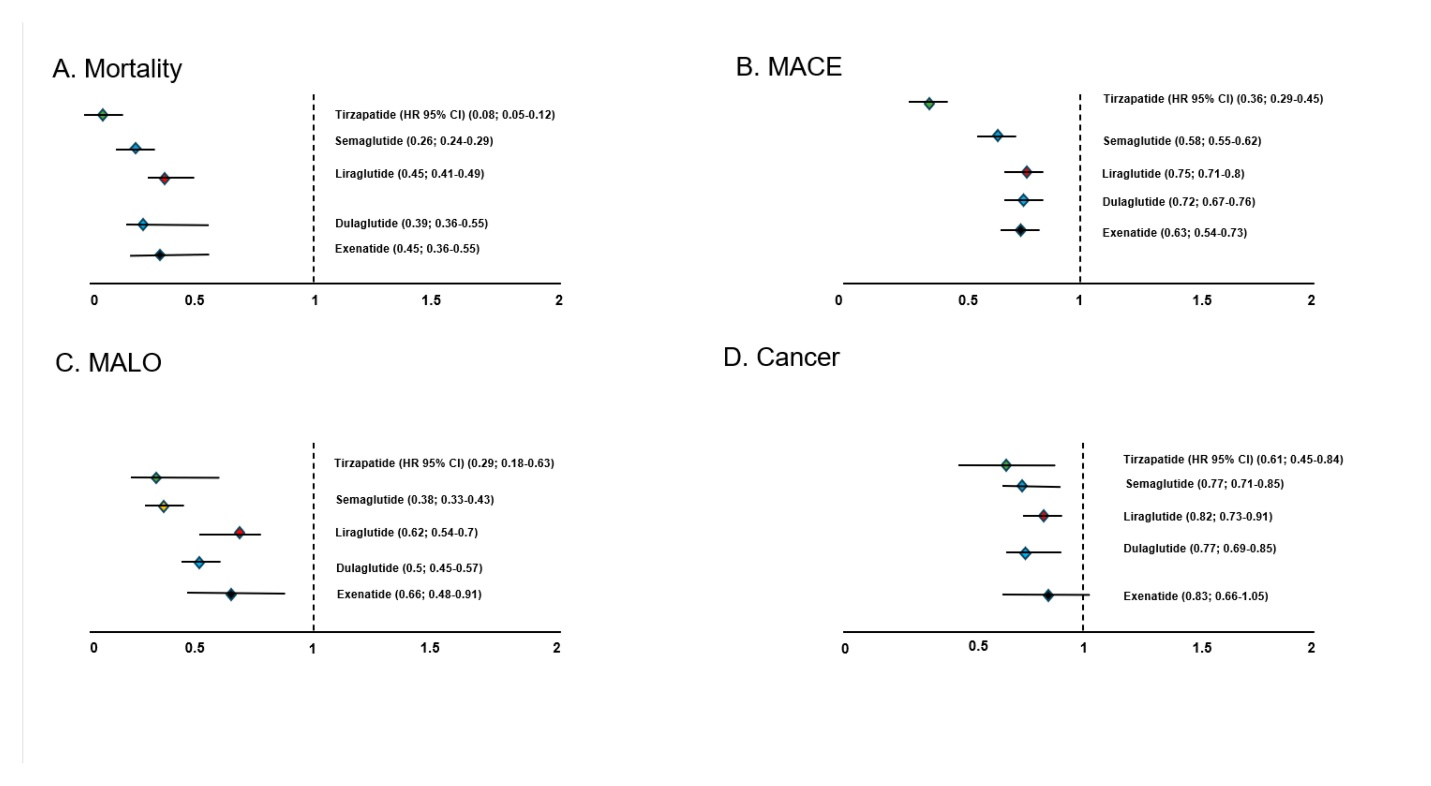 A. Mortality
Tirzapatide (HR 95% CI) (0.08; 0.05-0.12)
Semaglutide (0.26; 0.24-0.29)
Liraglutide (0.45; 0.41-0.49)
Dulaglutide (0.39; 0.36-0.55)
Exenatide (0.45; 0.36-0.55)
0 0.5 1 1.5 2
B. MACE
Tirzapatide (HR 95% CI) (0.36; 0.29-0.45)
Semaglutide (0.58; 0.55-0.62)
Liraglutide (0.75; 0.71-0.8)
Dulaglutide (0.72; 0.67-0.76)
Exenatide (0.63; 0.54-0.73)
0 0.5 1 1.5 2
C. MALO
Tirzapatide (HR 95% CI) (0.29; 0.18-0.63)
Semaglutide (0.38; 0.33-0.43)
Liraglutide (0.62; 0.54-0.7)
Dulaglutide (0.5; 0.45-0.57)
Exenatide (0.66; 0.48-0.91)
0 0.5 1 1.5 2
D. Cancer
Tirzapatide (HR 95% CI) (0.61; 0.45-0.84)
Semaglutide (0.77; 0.71-0.85)
Liraglutide (0.82; 0.73-0.91)
Dulaglutide (0.77; 0.69-0.85)
Exenatide (0.83; 0.66-1.05)
0 0.5 1 1.5 2